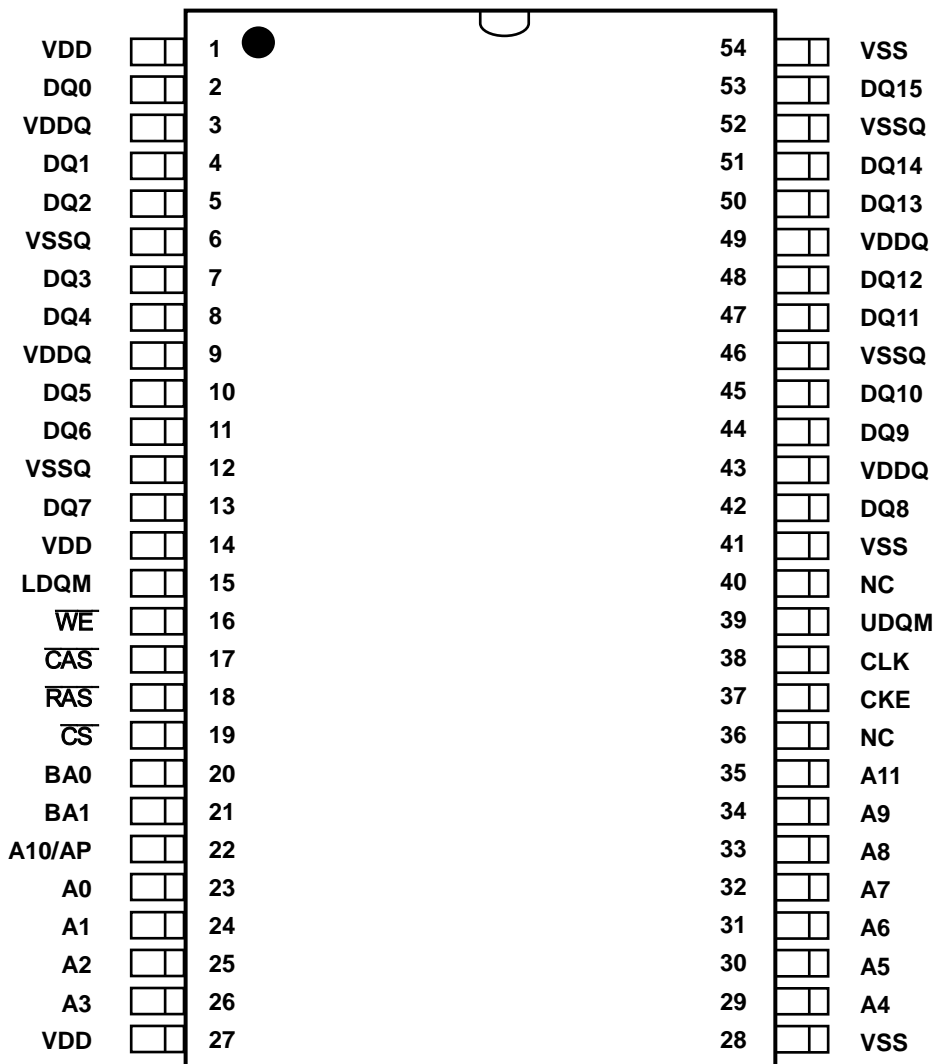 VDD 1 54 VSS
DQ0 2 53 DQ15
VDDQ 3 52 VSSQ
DQ1 4 51 DQ14
DQ2 5 50 DQ13
VSSQ 6 49 VDDQ
DQ3 7 48 DQ12
DQ4 8 47 DQ11
VDDQ 9 46 VSSQ
DQ5 10 45 DQ10
DQ6 11 44 DQ9
VSSQ 12 43 VDDQ
DQ7 13 42 DQ8
VDD 14 41 VSS
LDQM 15 40 NC
W̅E̅ 16 39 UDQM
C̅A̅S̅ 17 38 CLK
R̅A̅S̅ 18 37 CKE
C̅S̅ 19 36 NC
BA0 20 35 A11
BA1 21 34 A9
A10/AP 22 33 A8
A0 23 32 A7
A1 24 31 A6
A2 25 30 A5
A3 26 29 A4
VDD 27 28 VSS